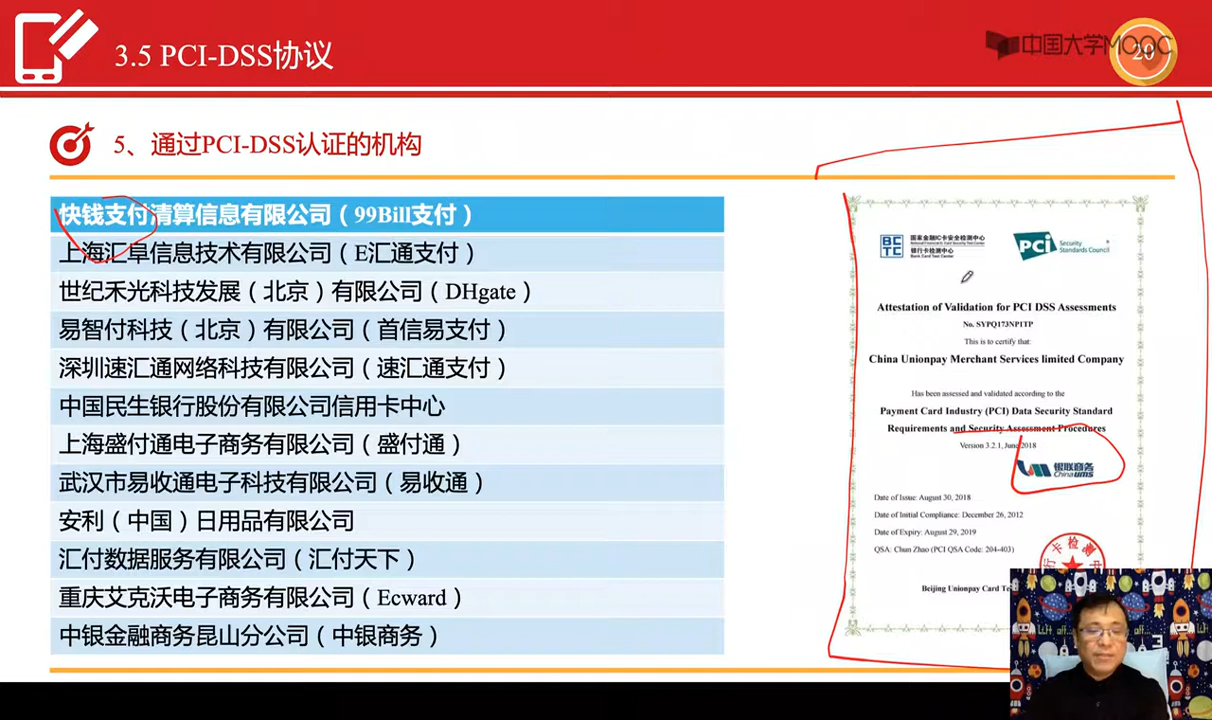 3.5 PCI-DSS协议
中国大学MOOC
20
5、通过PCI-DSS认证的机构
快钱支付清算信息有限公司（99Bill支付）
上海汇阜信息技术有限公司（E汇通支付）
世纪禾光科技发展（北京）有限公司（DHgate）
易智付科技（北京）有限公司（首信易支付）
深圳速汇通网络科技有限公司（速汇通支付）
中国民生银行股份有限公司信用卡中心
上海盛付通电子商务有限公司（盛付通）
武汉市易收通电子科技有限公司（易收通）
安利（中国）日用品有限公司
汇付数据服务有限公司（汇付天下）
重庆艾克沃电子商务有限公司（Ecward）
中银金融商务昆山分公司（中银商务）
BCTC
国家金融IC卡安全检测中心
National Financial IC Card Security Test Center
银行卡检测中心
Bank Card Test Center
PCI Security Standards Council
Attestation of Validation for PCI DSS Assessments
No. SYPQ173NP1TP
This is to certify that:
China Unionpay Merchant Services limited Company
Has been assessed and validated according to the
Payment Card Industry (PCI) Data Security Standard
Requirements and Security Assessment Procedures
Version 3.2.1, June 2018
银联商务
China ums
Date of Issue: August 30, 2018
Date of Initial Compliance: December 26, 2012
Date of Expiry: August 29, 2019
QSA: Chun Zhao (PCI QSA Code: 204-403)
行卡检测中
Beijing Unionpay Card Te